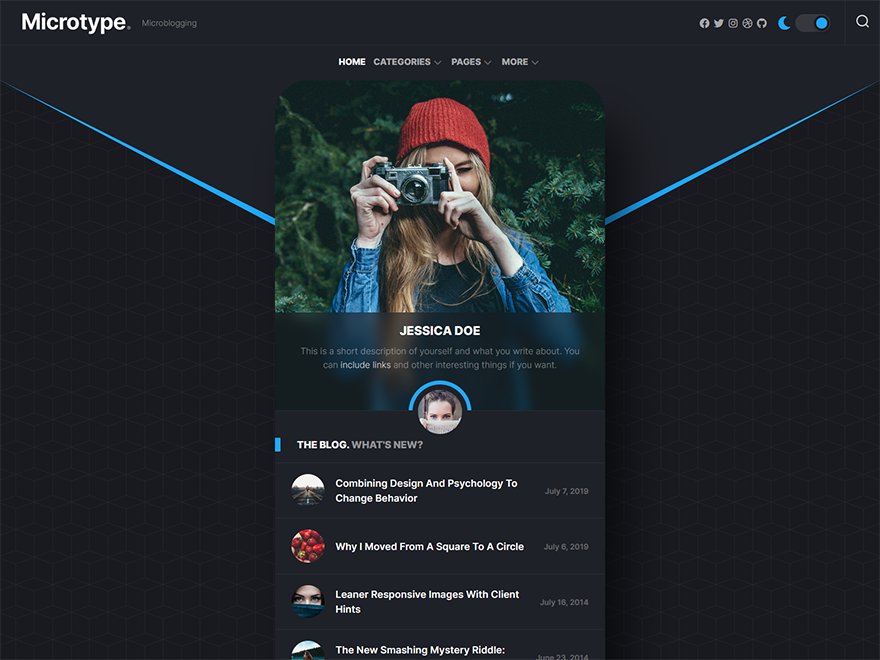 Microtype.
Microblogging
HOME CATEGORIES PAGES MORE
JESSICA DOE
This is a short description of yourself and what you write about. You
can include links and other interesting things if you want.
THE BLOG. WHAT'S NEW?
Combining Design And Psychology To
Change Behavior
July 7, 2019
Why I Moved From A Square To A Circle
July 6, 2019
Leaner Responsive Images With Client
Hints
July 16, 2014
The New Smashing Mystery Riddle:
June 23, 2014